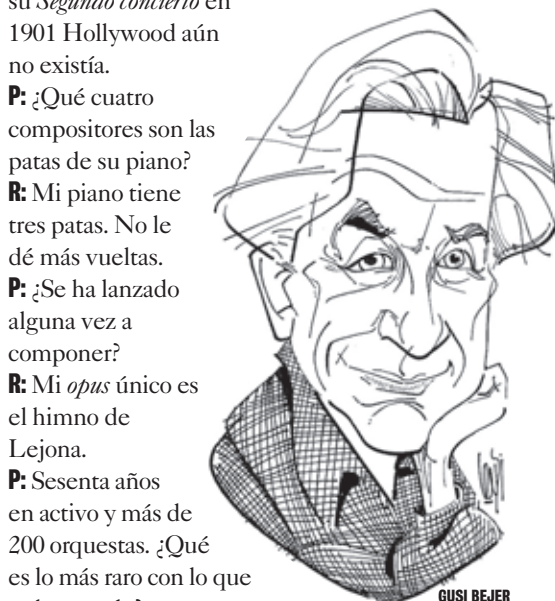 su Segundo concierto en
1901 Hollywood aún
no existía.
P: ¿Qué cuatro
compositores son las
patas de su piano?
R: Mi piano tiene
tres patas. No le
dé más vueltas.
P: ¿Se ha lanzado
alguna vez a
componer?
R: Mi opus único es
el himno de
Lejona.
P: Sesenta años
en activo y más de
200 orquestas. ¿Qué
es lo más raro con lo que
GUSI BEJER